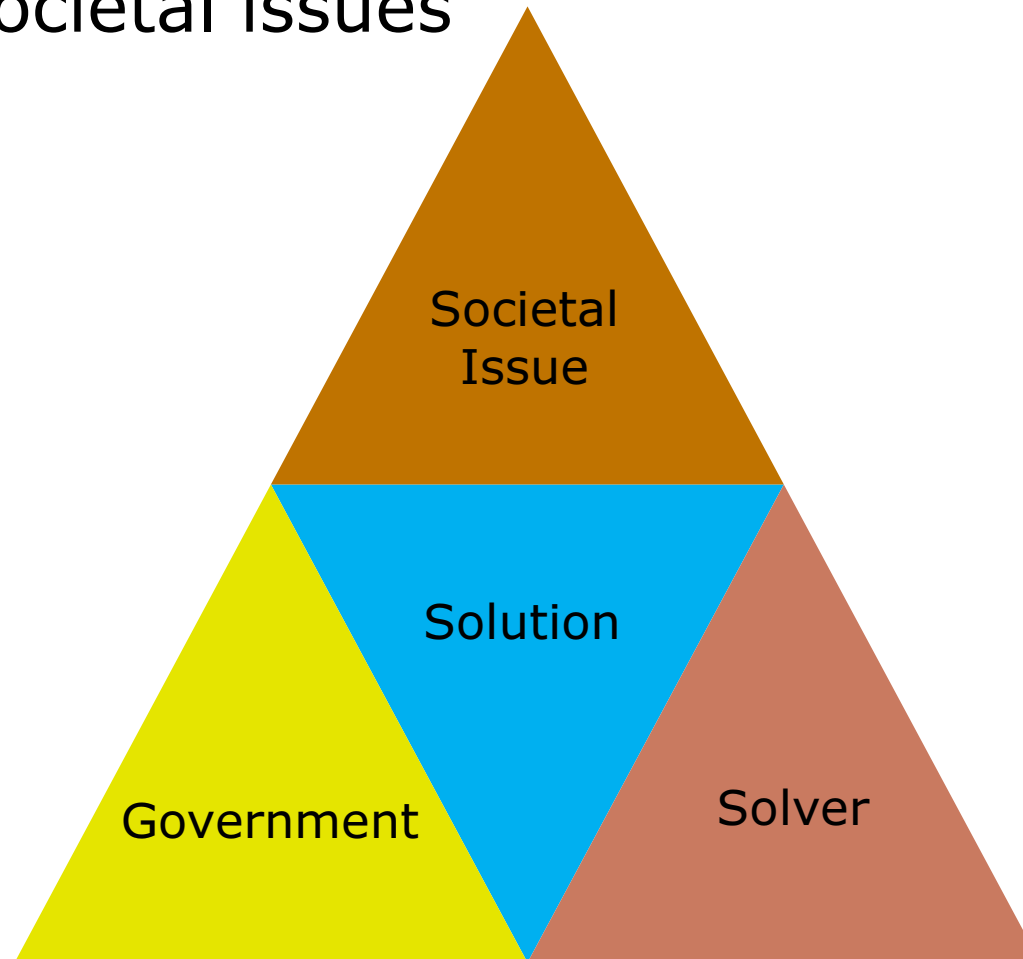 ocietal issues
Societal
Issue
Solution
Government
Solver